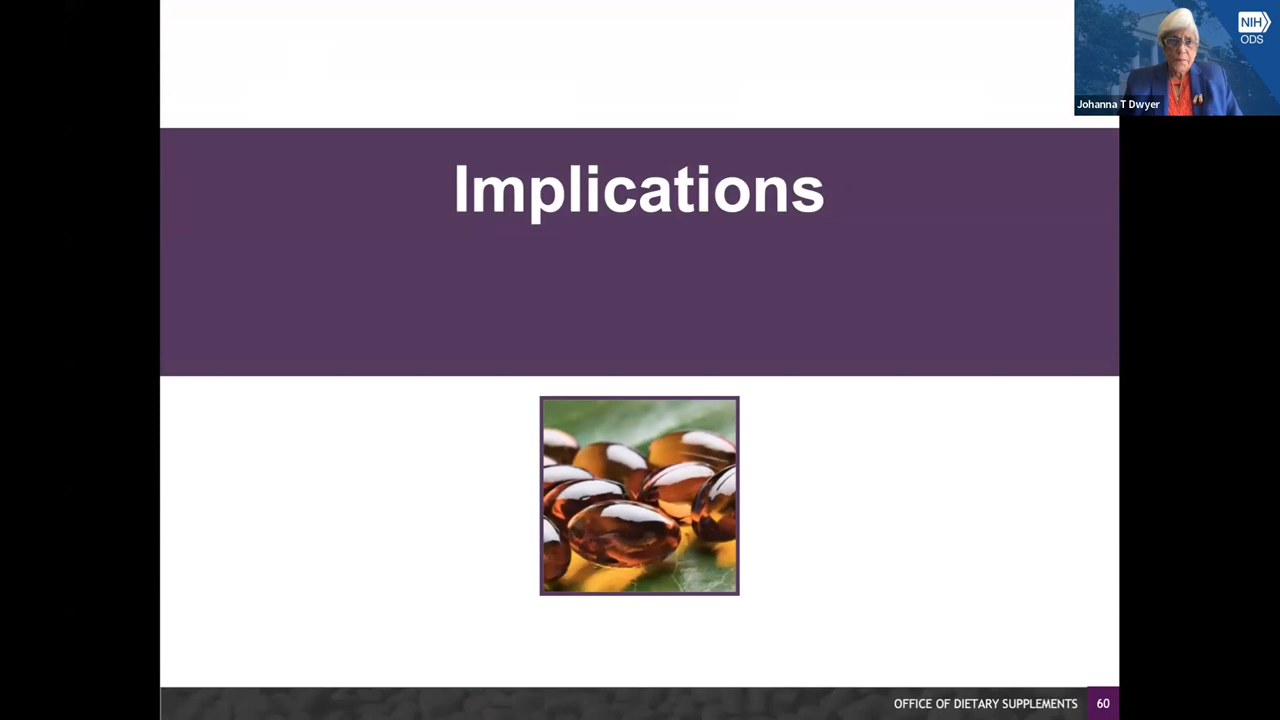 NIH
ODS
Johanna T Dwyer
Implications
OFFICE OF DIETARY SUPPLEMENTS 60